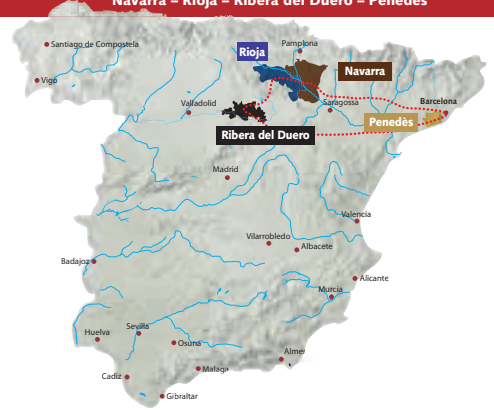 Navarra – Rioja – Ribera del Duero – Penedès
Santiago de Compostela
Pamplona
Rioja
Navarra
Vigo
Valladolid
Saragossa
Barcelona
Penedès
Ribera del Duero
Madrid
Valencia
Vilarrobledo
Albacete
Badajoz
Alicante
Murcia
Huelva
Sevilla
Osuna
Almer
Malaga
Cadiz
Gibraltar